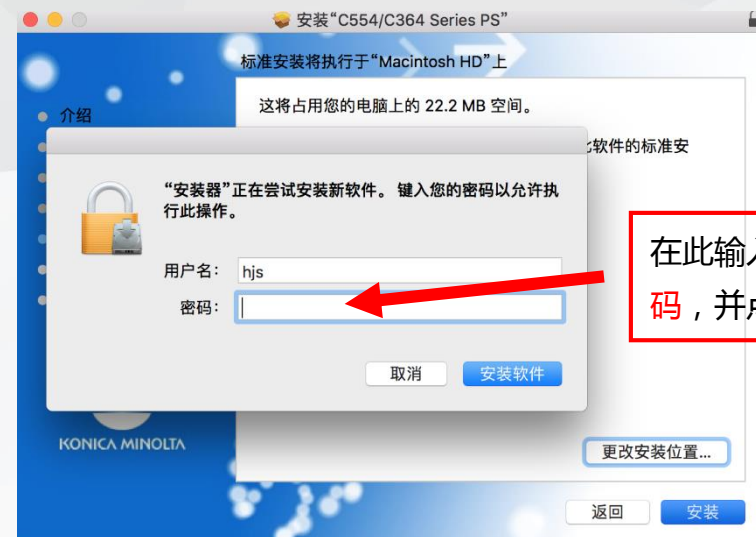 安装“C554/C364 Series PS”
标准安装将执行于“Macintosh HD”上
介绍
这将占用您的电脑上的 22.2 MB 空间。
软件的标准安
“安装器”正在尝试安装新软件。 键入您的密码以允许执
行此操作。
用户名：
hjs
密码：
取消
安装软件
在此输
码，并
KONICA MINOLTA
更改安装位置...
返回
安装